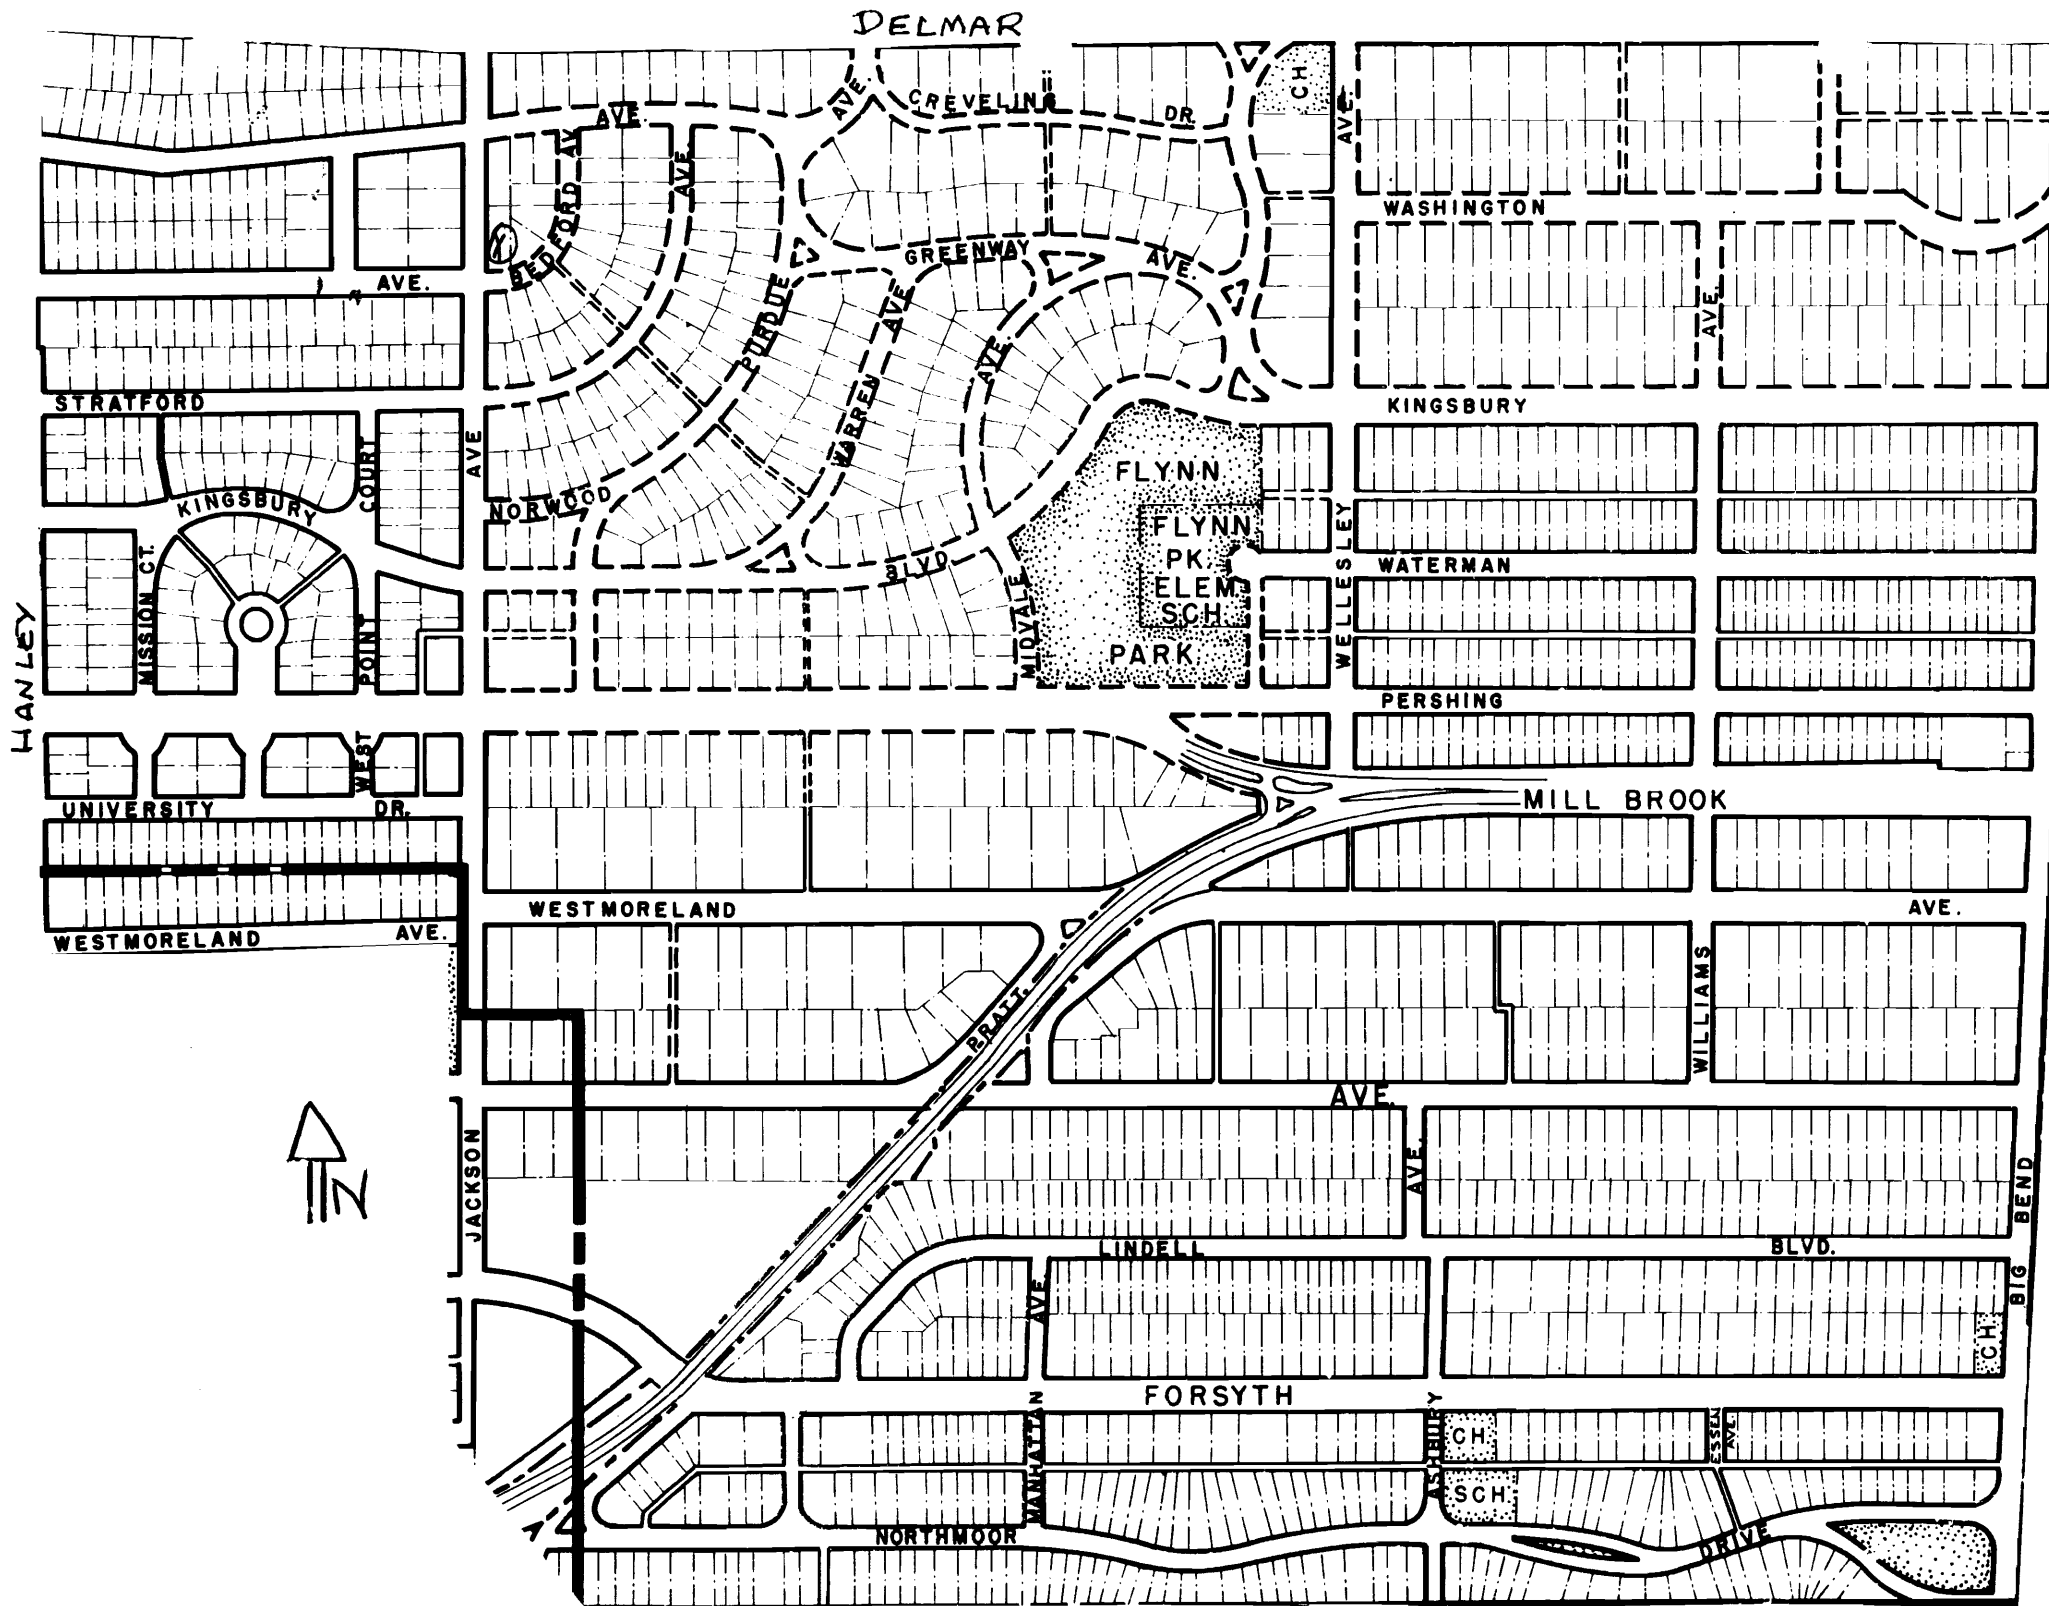 DELMAR
CH
AVE.
CREVELING
DR.
AVE.
AVE.
AVE.
BEDFORD AV
WASHINGTON
GREENWAY
AVE.
AVE.
PURDUE
AVE.
WARREN
AVE.
AVE.
STRATFORD
KINGSBURY
AVE
COURT
FLYNN
KINGSBURY
NORWOOD
FLYNN
PK.
ELEM.
SCH.
PARK
BLVD.
WATERMAN
WELLESLEY
MISSION CT.
MIDVALE
HANLEY
POINT
WEST
PERSHING
UNIVERSITY
DR.
MILL BROOK
WESTMORELAND
AVE.
WESTMORELAND
AVE.
WILLIAMS
PRATT
AVE.
N
JACKSON
AVE.
BEND
BIG
LINDELL
BLVD.
AVE.
CH
FORSYTH
MANHATTAN
ASHBURY
CH
ESSEX
AVE.
SCH.
NORTHMOOR
DRIVE